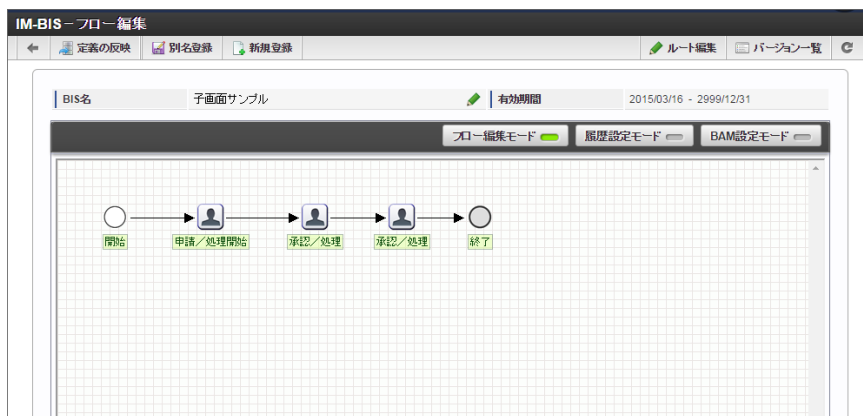 IM-BIS－フロー編集
定義の反映 別名登録 新規登録 ルート編集 バージョン一覧
BIS名 子画面サンプル 有効期間 2015/03/16 - 2999/12/31
フロー編集モード 履歴設定モード BAM設定モード
開始 申請／処理開始 承認／処理 承認／処理 終了